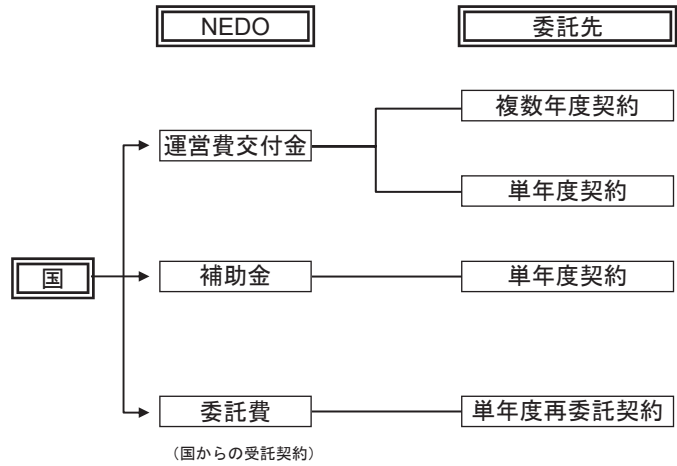 NEDO
委託先
複数年度契約
運営費交付金
単年度契約
国
補助金
単年度契約
委託費
単年度再委託契約
（国からの受託契約）